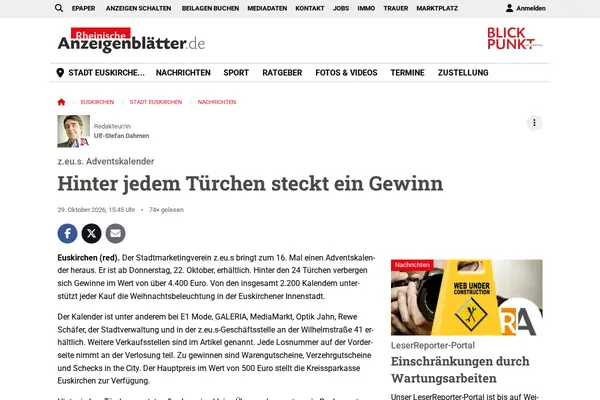 EPAPER ANZEIGEN SCHALTEN BEILAGEN BUCHEN MEDIADATEN KONTAKT JOBS IMMO TRAUER MARKTPLATZ Anmelden
Rheinische
Anzeigenblätter.de
BLICK
PUNKT
STADT EUSKIRCHE... NACHRICHTEN SPORT RATGEBER FOTOS & VIDEOS TERMINE ZUSTELLUNG
EUSKIRCHEN / STADT EUSKIRCHEN / NACHRICHTEN
Redakteur/in
Ulf-Stefan Dahmen
z.eu.s. Adventskalender
Hinter jedem Türchen steckt ein Gewinn
29. Oktober 2026, 15:45 Uhr • 74× gelesen
Euskirchen (red). Der Stadtmarketingverein z.eu.s bringt zum 16. Mal einen Adventskalen-
der heraus. Er ist ab Donnerstag, 22. Oktober, erhältlich. Hinter den 24 Türchen verbergen
sich Gewinne im Wert von über 4.400 Euro. Von den insgesamt 2.200 Kalendern unter-
stützt jeder Kauf die Weihnachtsbeleuchtung in der Euskirchener Innenstadt.
Der Kalender ist unter anderem bei E1 Mode, GALERIA, MediaMarkt, Optik Jahn, Rewe
Schäfer, der Stadtverwaltung und in der z.eu.s-Geschäftsstelle an der Wilhelmstraße 41 er-
hältlich. Weitere Verkaufsstellen sind im Artikel genannt. Jede Losnummer auf der Vorder-
seite nimmt an der Verlosung teil. Zu gewinnen sind Warengutscheine, Verzehrgutscheine
und Schecks in the City. Der Hauptpreis im Wert von 500 Euro stellt die Kreissparkasse
Euskirchen zur Verfügung.
Nachrichten
WEB UNDER
CONSTRUCTION
RA
LeserReporter-Portal
Einschränkungen durch
Wartungsarbeiten
Unser LeserReporter-Portal ist bis auf Wei-